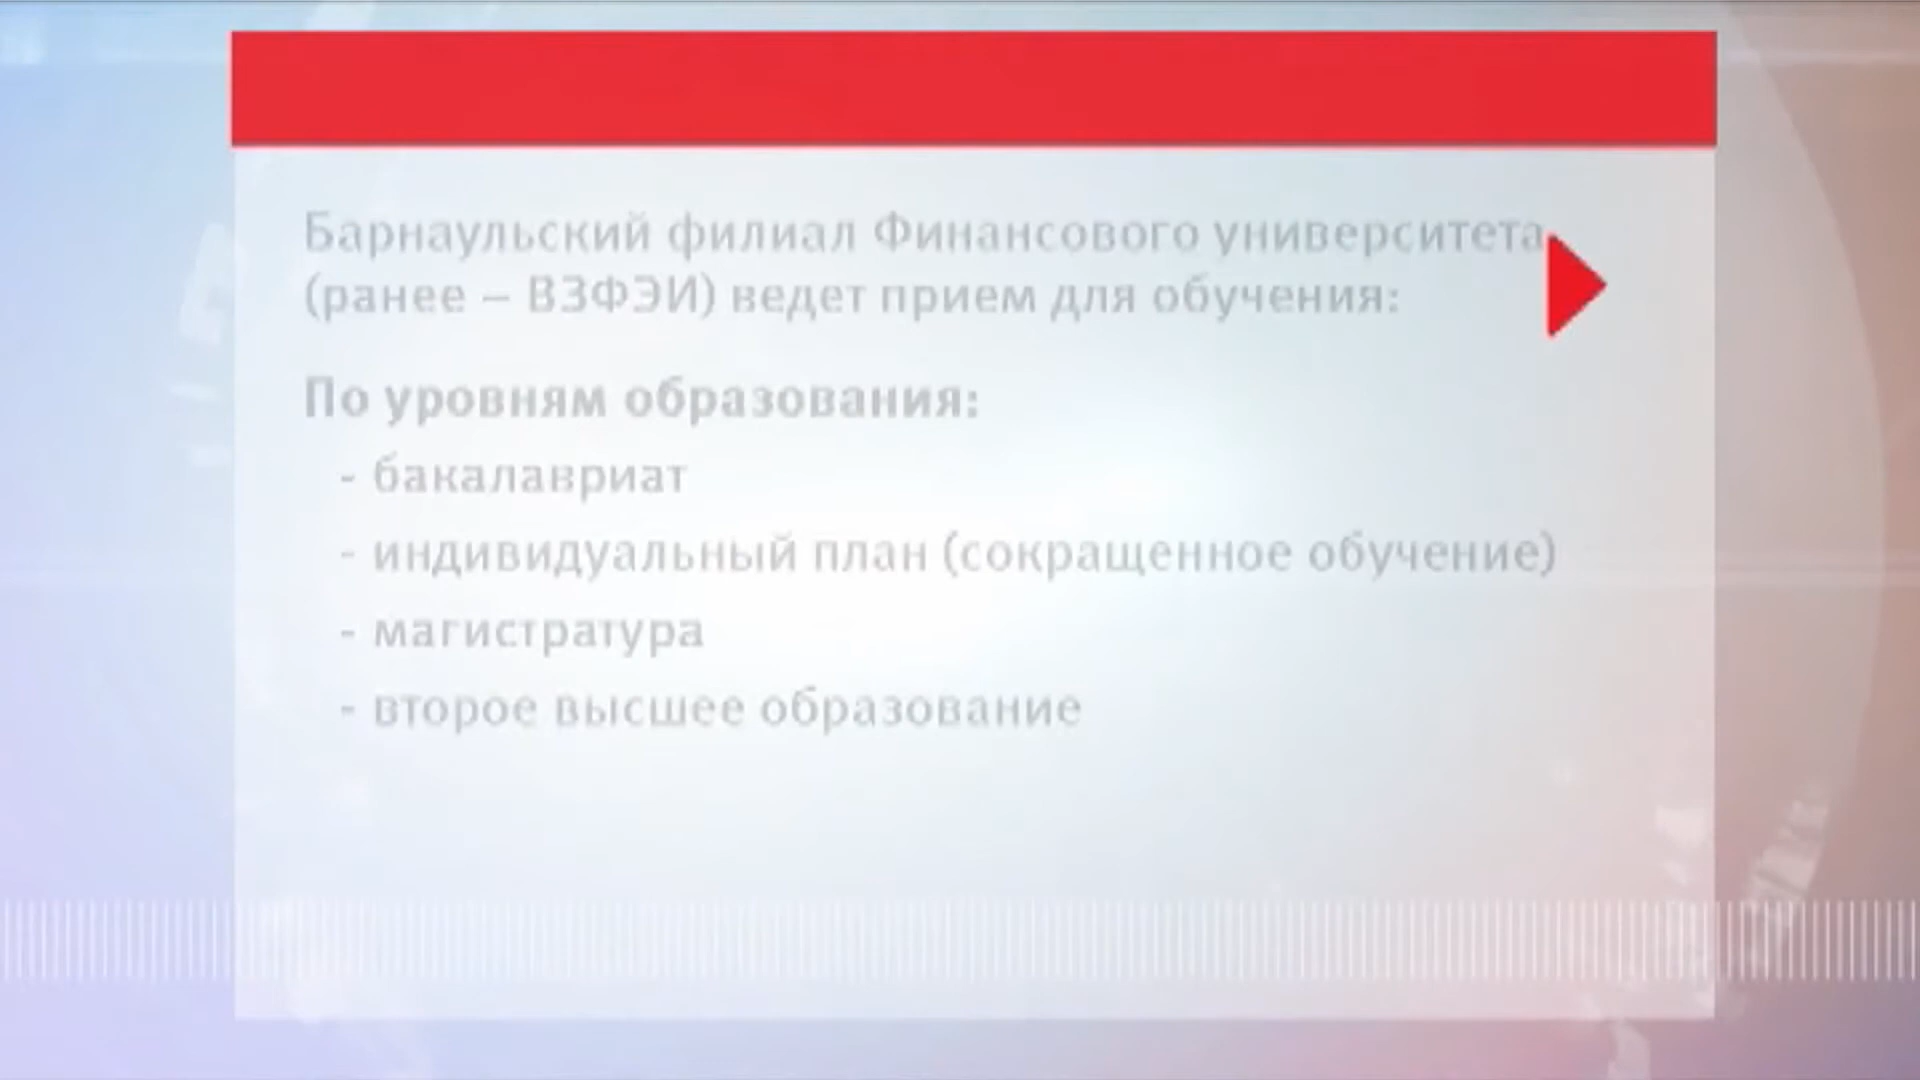 Барнаульский филиал Финансового университета
(ранее – ВЗФЭИ) ведет прием для обучения:
По уровням образования:
- бакалавриат
- индивидуальный план (сокращенное обучение)
- магистратура
- второе высшее образование